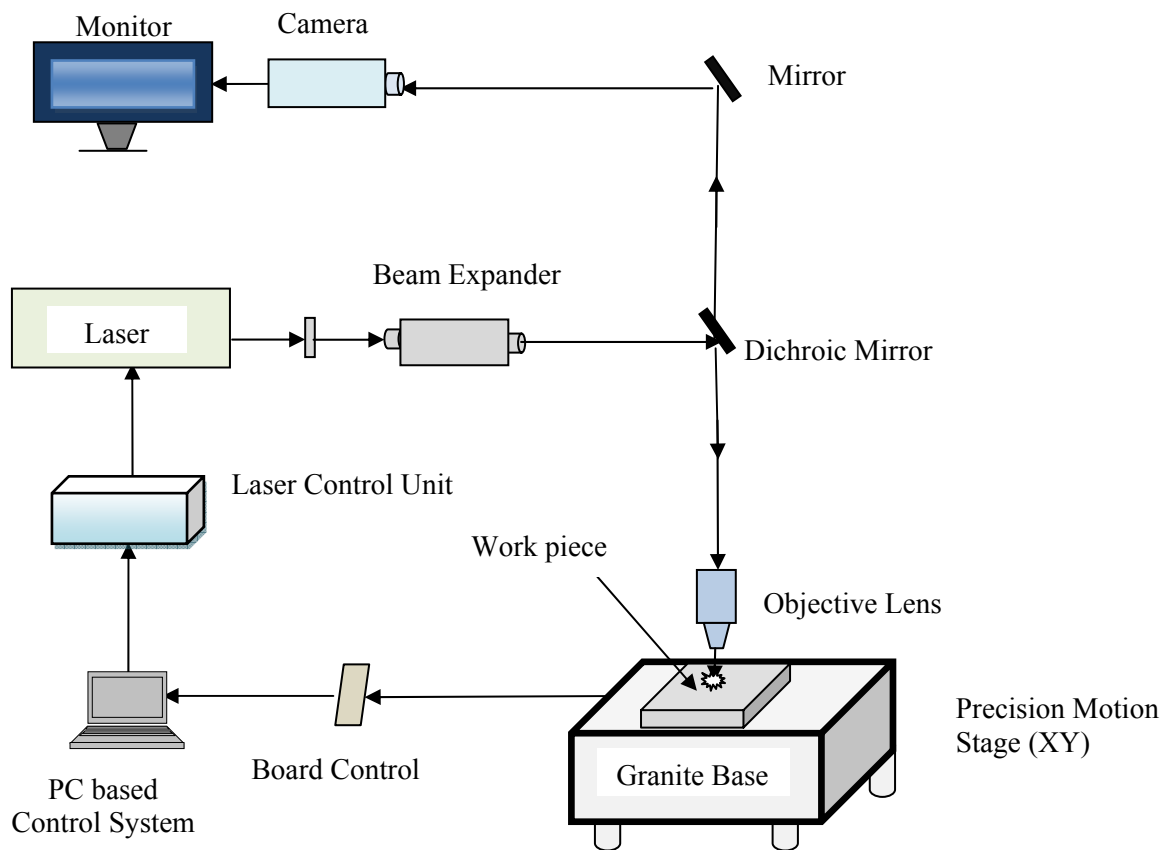 Monitor
Camera
Mirror
Beam Expander
Laser
Dichroic Mirror
Laser Control Unit
Work piece
Objective Lens
Precision Motion
Stage (XY)
Board Control
Granite Base
PC based
Control System